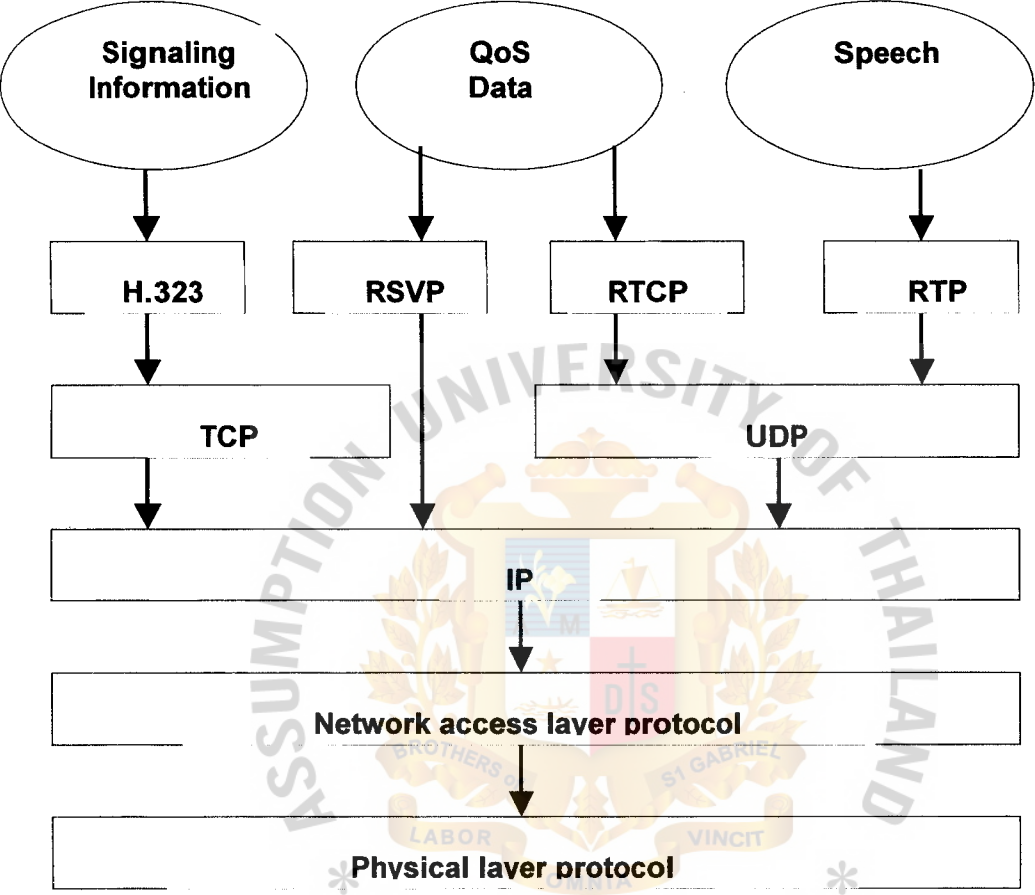 Signaling
Information
QoS
Data
Speech
H.323
RSVP
RTCP
RTP
TCP
UDP
IP
Network access layer protocol
Physical layer protocol
ASSUMPTION UNIVERSITY OF THAILAND
A M
D S
BROTHERS OF ST GABRIEL
LABOR
VINCIT
OMNIA